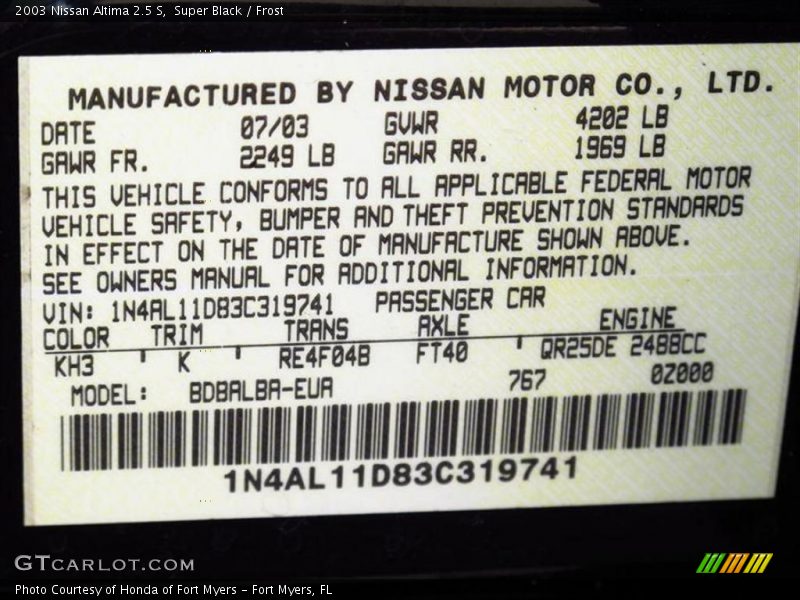 2003 Nissan Altima 2.5 S, Super Black / Frost
MANUFACTURED BY NISSAN MOTOR CO., LTD.
DATE 07/03 GVWR 4202 LB
GAWR FR. 2249 LB GAWR RR. 1969 LB
THIS VEHICLE CONFORMS TO ALL APPLICABLE FEDERAL MOTOR
VEHICLE SAFETY, BUMPER AND THEFT PREVENTION STANDARDS
IN EFFECT ON THE DATE OF MANUFACTURE SHOWN ABOVE.
SEE OWNERS MANUAL FOR ADDITIONAL INFORMATION.
VIN: 1N4AL11D83C319741 PASSENGER CAR
COLOR TRIM TRANS AXLE ENGINE
KH3 K RE4F04B FT40 QR25DE 2488CC
MODEL: BDBALBA-EUA 767 0Z000
1N4AL11D83C319741
GTCARLOT.COM
Photo Courtesy of Honda of Fort Myers - Fort Myers, FL